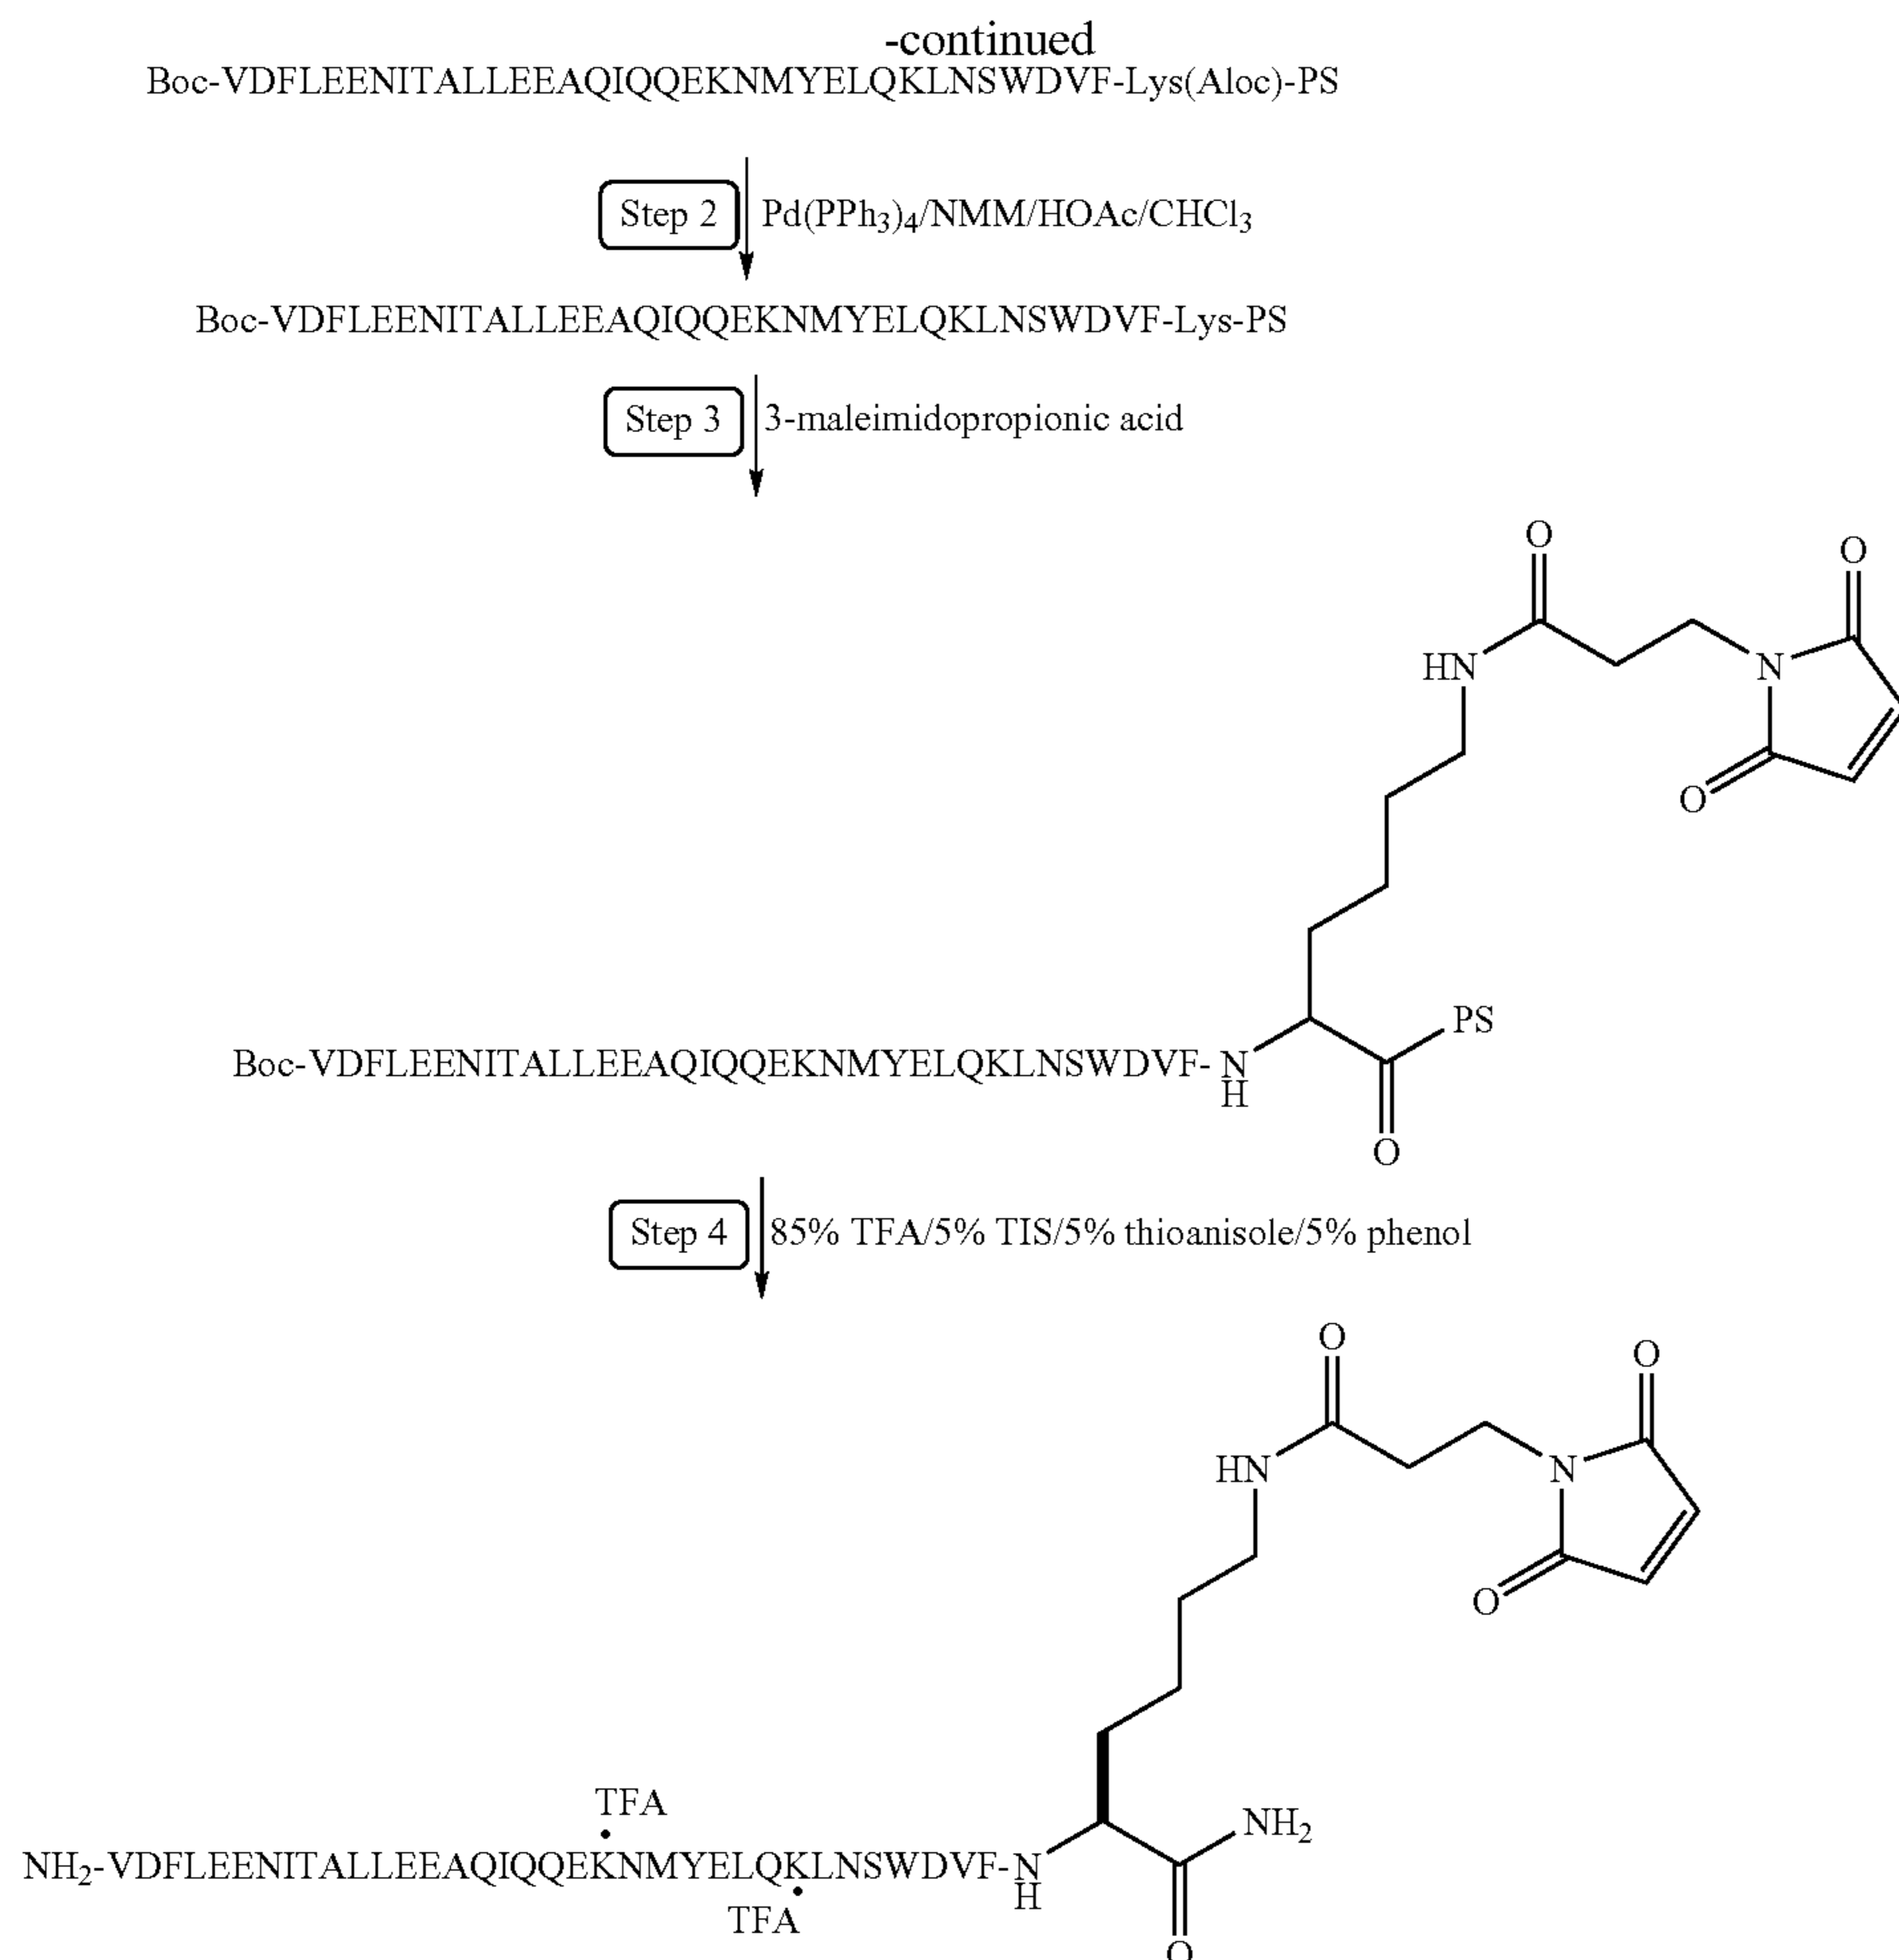 -continued
Boc-VDFLEENITALLEEAQIQQEKNMYELQKLNSWDVF-Lys(Aloc)-PS
Step 2
Pd(PPh3)4/NMM/HOAc/CHCl3
Boc-VDFLEENITALLEEAQIQQEKNMYELQKLNSWDVF-Lys-PS
Step 3
3-maleimidopropionic acid
O
O
HN
N
O
PS
Boc-VDFLEENITALLEEAQIQQEKNMYELQKLNSWDVF- N
H
O
Step 4
85% TFA/5% TIS/5% thioanisole/5% phenol
O
O
HN
N
O
TFA
•
NH2
NH2-VDFLEENITALLEEAQIQQEKNMYELQKLNSWDVF-N
H
•
TFA
O